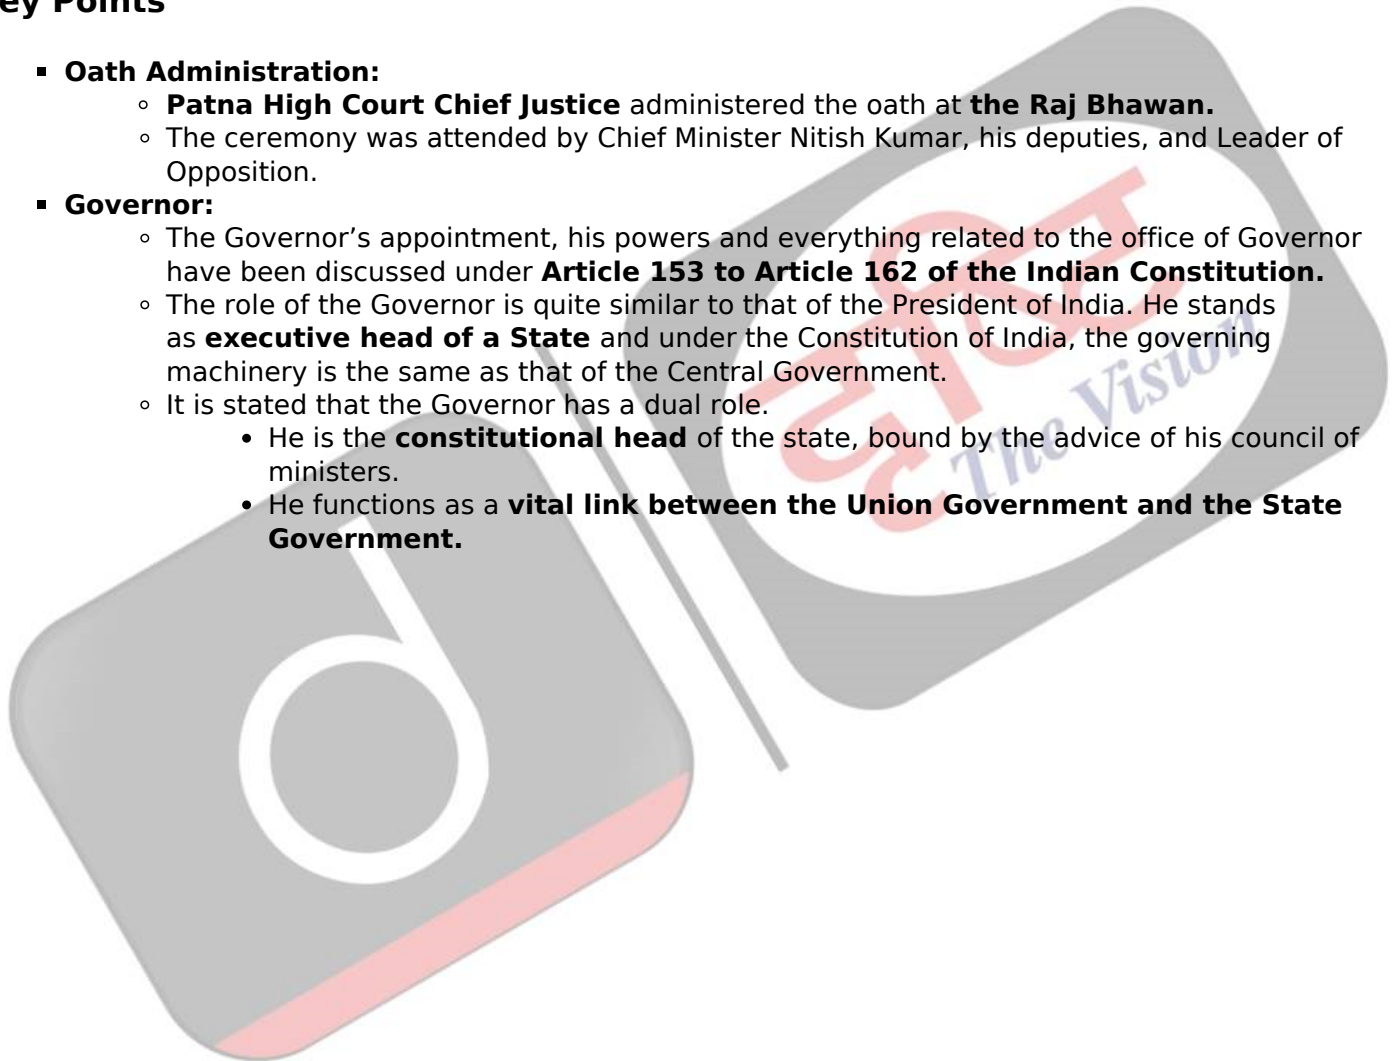 ey Points
▪ Oath Administration:
◦ Patna High Court Chief Justice administered the oath at the Raj Bhawan.
◦ The ceremony was attended by Chief Minister Nitish Kumar, his deputies, and Leader of
Opposition.
▪ Governor:
◦ The Governor’s appointment, his powers and everything related to the office of Governor
have been discussed under Article 153 to Article 162 of the Indian Constitution.
◦ The role of the Governor is quite similar to that of the President of India. He stands
as executive head of a State and under the Constitution of India, the governing
machinery is the same as that of the Central Government.
◦ It is stated that the Governor has a dual role.
• He is the constitutional head of the state, bound by the advice of his council of
ministers.
• He functions as a vital link between the Union Government and the State
Government.
दृष्टि
The Vision
d